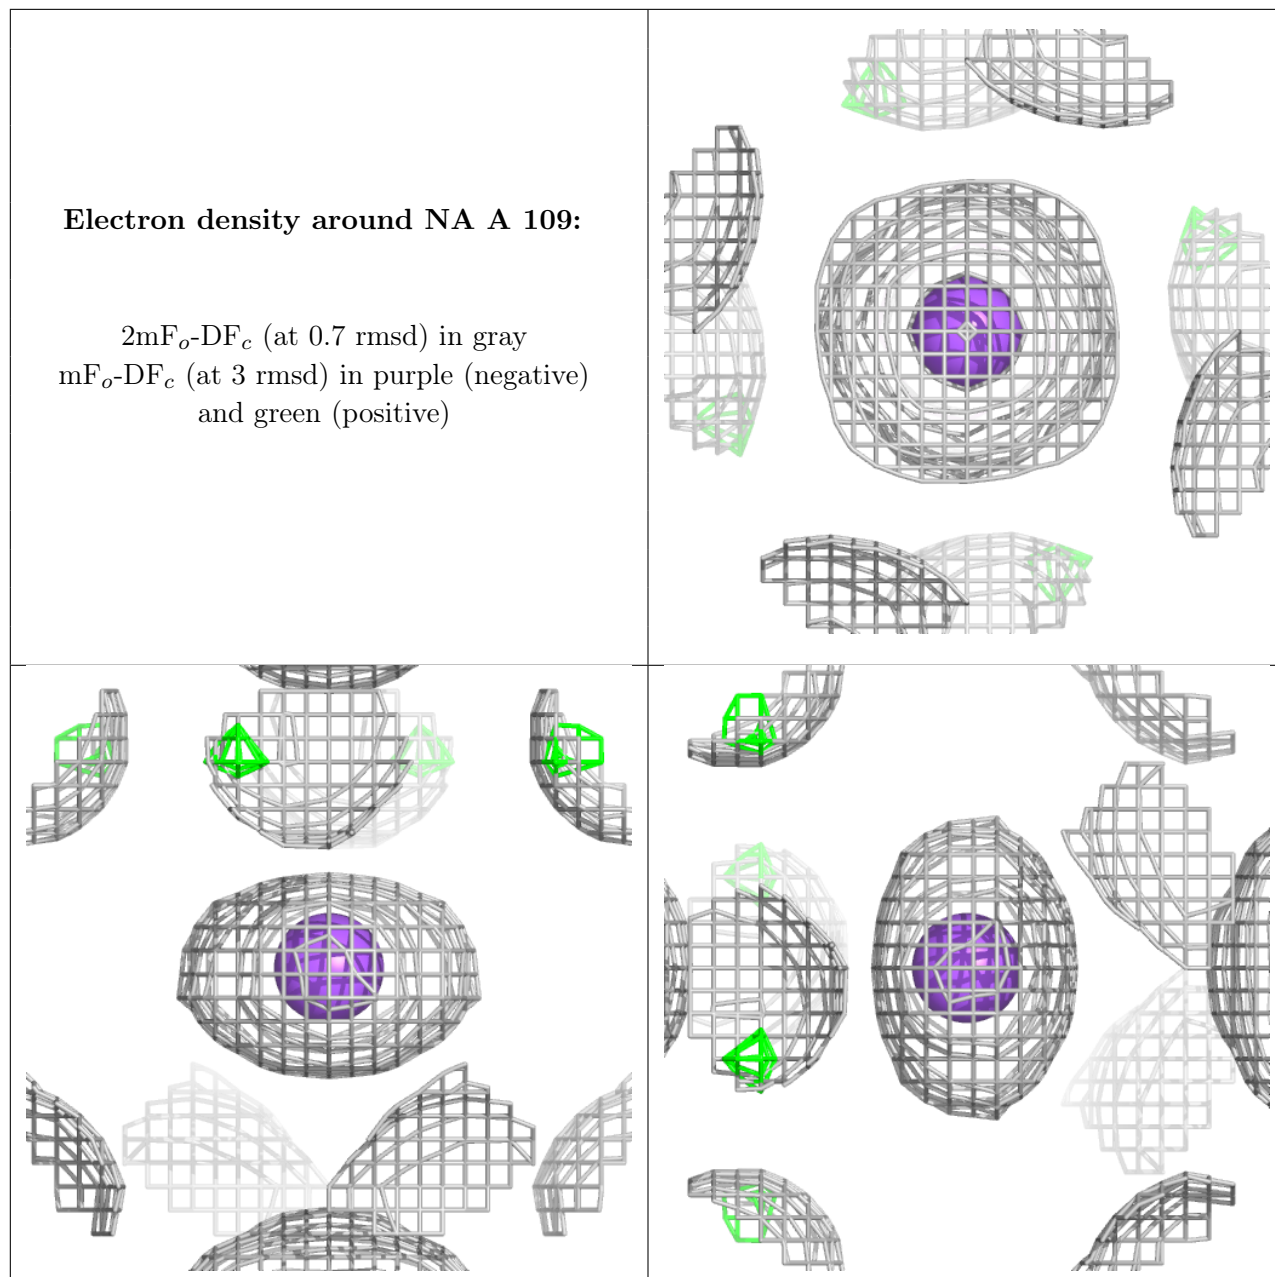 Electron density around NA A 109:
2mFo-DFc (at 0.7 rmsd) in gray
mFo-DFc (at 3 rmsd) in purple (negative)
and green (positive)